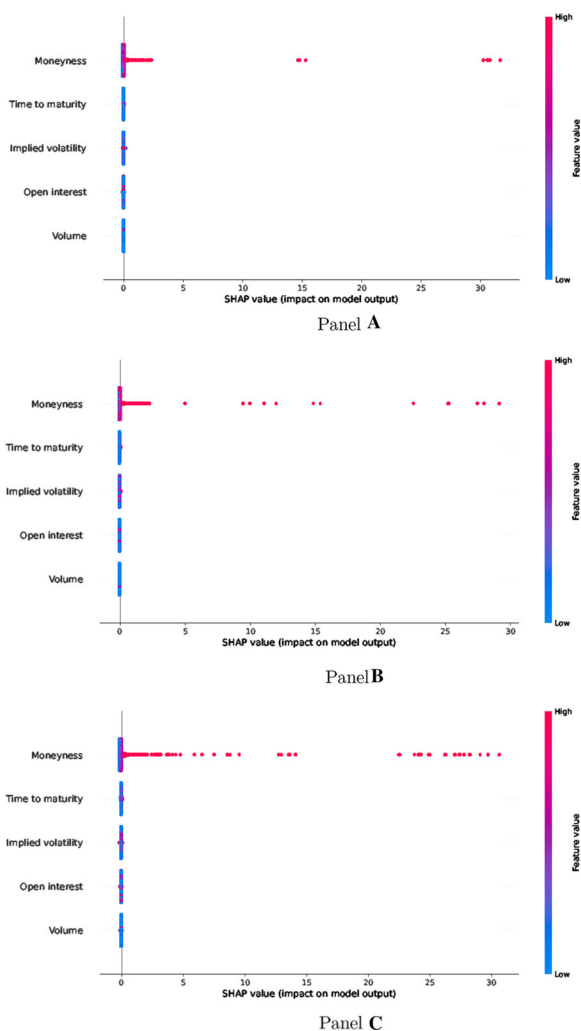 High
Moneyness
Time to maturity
Implied volatility
Open interest
Volume
Feature value
Low
0 5 10 15 20 25 30
SHAP value (impact on model output)
Panel A
High
Moneyness
Time to maturity
Implied volatility
Open interest
Volume
Feature value
Low
0 5 10 15 20 25 30
SHAP value (impact on model output)
Panel B
High
Moneyness
Time to maturity
Implied volatility
Open interest
Volume
Feature value
Low
0 5 10 15 20 25 30
SHAP value (impact on model output)
Panel C